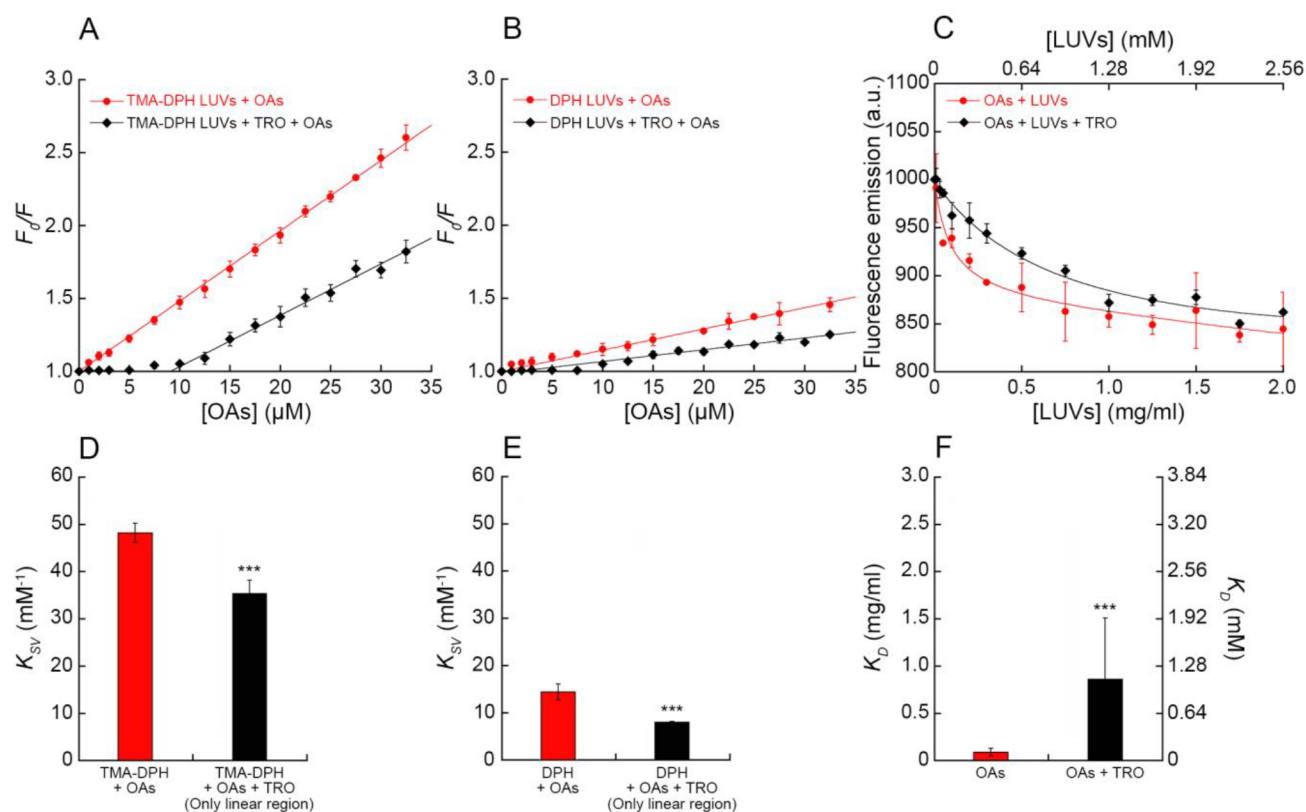 A
F₀/F
3.0
2.5
2.0
1.5
1.0
TMA-DPH LUVs + OAs
TMA-DPH LUVs + TRO + OAs
0 5 10 15 20 25 30 35
[OAs] (µM)
B
F₀/F
3.0
2.5
2.0
1.5
1.0
DPH LUVs + OAs
DPH LUVs + TRO + OAs
0 5 10 15 20 25 30 35
[OAs] (µM)
C
[LUVs] (mM)
0 0.64 1.28 1.92 2.56
Fluorescence emission (a.u.)
1100
1050
1000
950
900
850
800
OAs + LUVs
OAs + LUVs + TRO
0 0.5 1.0 1.5 2.0
[LUVs] (mg/ml)
D
K_SV (mM⁻¹)
60
50
40
30
20
10
0
***
TMA-DPH
+ OAs
TMA-DPH
+ OAs + TRO
(Only linear region)
E
K_SV (mM⁻¹)
60
50
40
30
20
10
0
***
DPH
+ OAs
DPH
+ OAs + TRO
(Only linear region)
F
K_D (mg/ml)
3.0
2.5
2.0
1.5
1.0
0.5
0
***
OAs
OAs + TRO
3.84
3.20
2.56
1.92
1.28
0.64
0
K_D (mM)